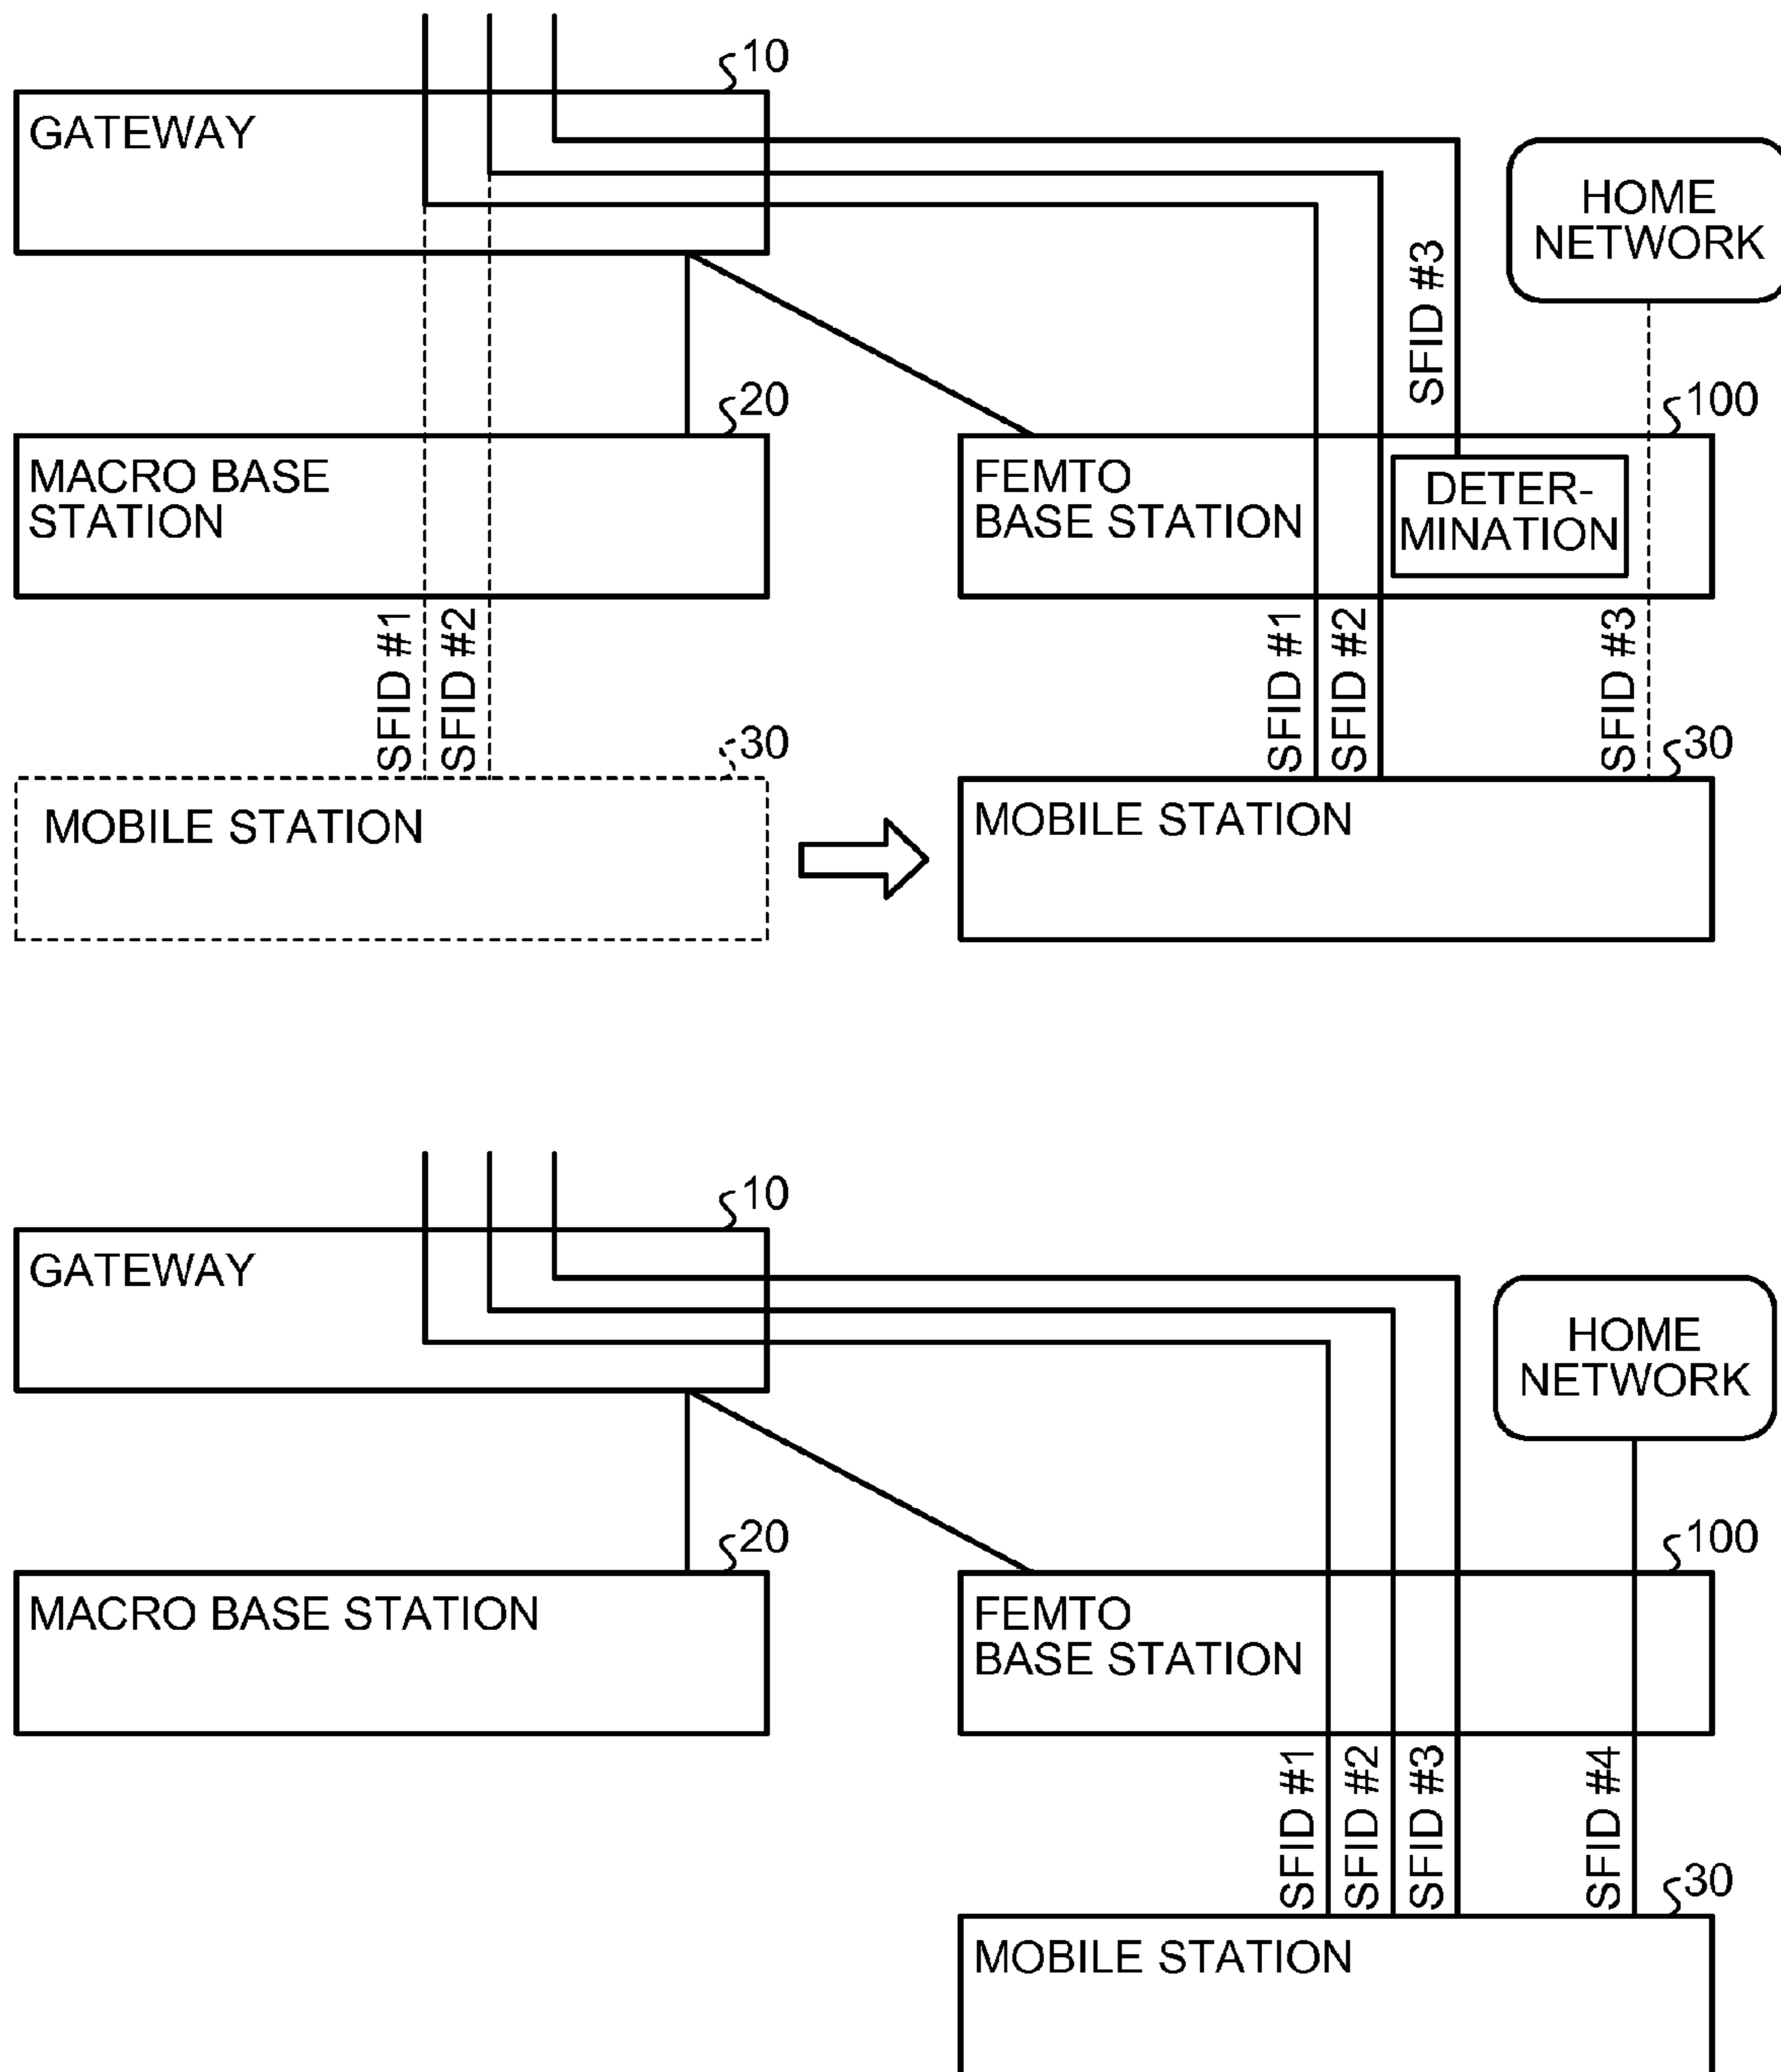 10
GATEWAY
HOME
NETWORK
SFID #3
20
100
MACRO BASE
STATION
FEMTO
BASE STATION
DETER-
MINATION
SFID #1
SFID #2
SFID #1
SFID #2
SFID #3
30
30
MOBILE STATION
MOBILE STATION
10
GATEWAY
HOME
NETWORK
20
100
MACRO BASE STATION
FEMTO
BASE STATION
SFID #1
SFID #2
SFID #3
SFID #4
30
MOBILE STATION